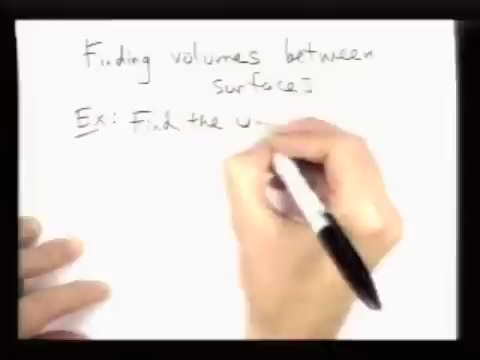 Finding volumes between
surfaces
Ex: Find the